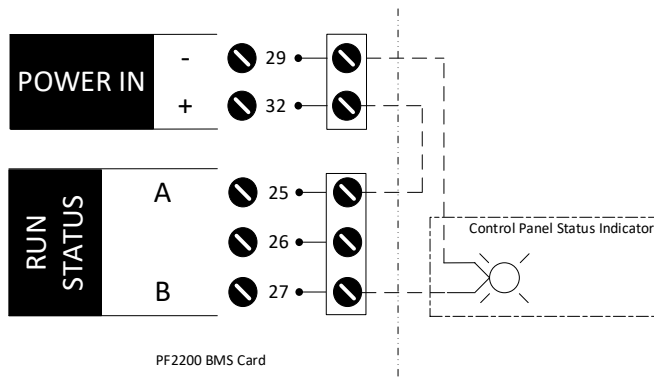 POWER IN
- 29
+ 32
RUN
STATUS
A 25
26
B 27
Control Panel Status Indicator
PF2200 BMS Card